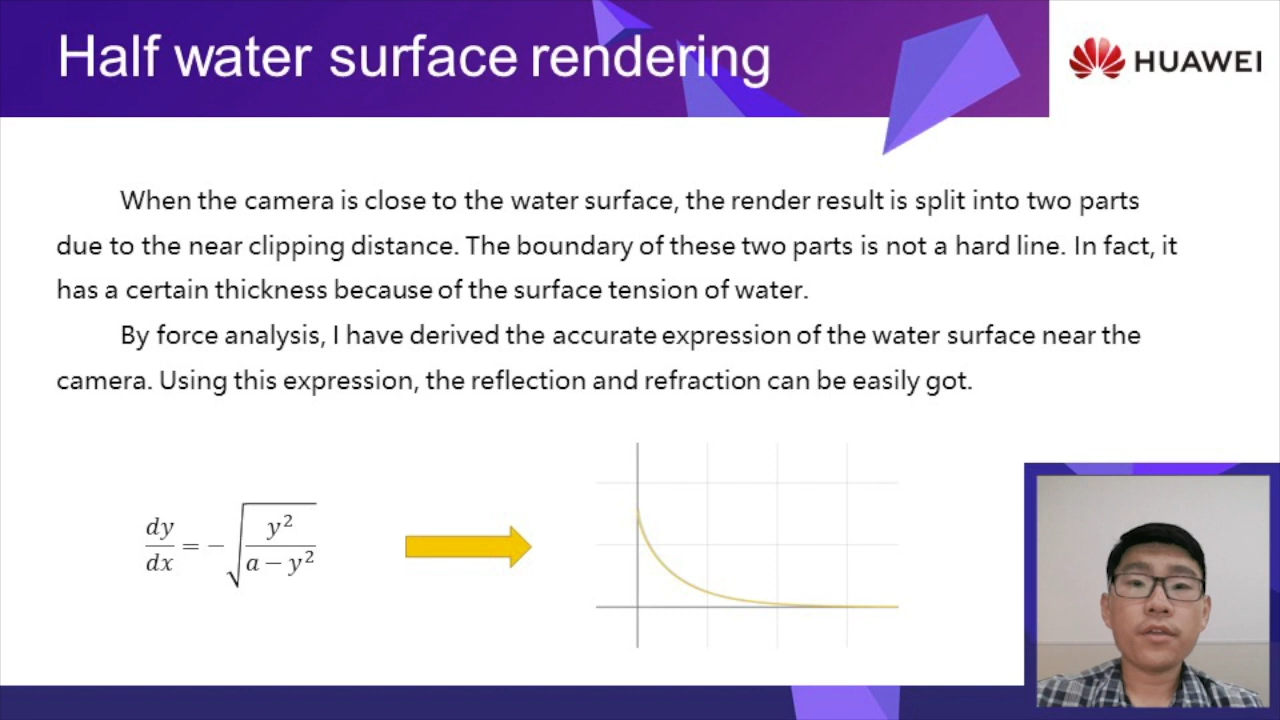 Half water surface rendering
HUAWEI
When the camera is close to the water surface, the render result is split into two parts
due to the near clipping distance. The boundary of these two parts is not a hard line. In fact, it
has a certain thickness because of the surface tension of water.
By force analysis, I have derived the accurate expression of the water surface near the
camera. Using this expression, the reflection and refraction can be easily got.
dy/dx = −√(y²/(a − y²))